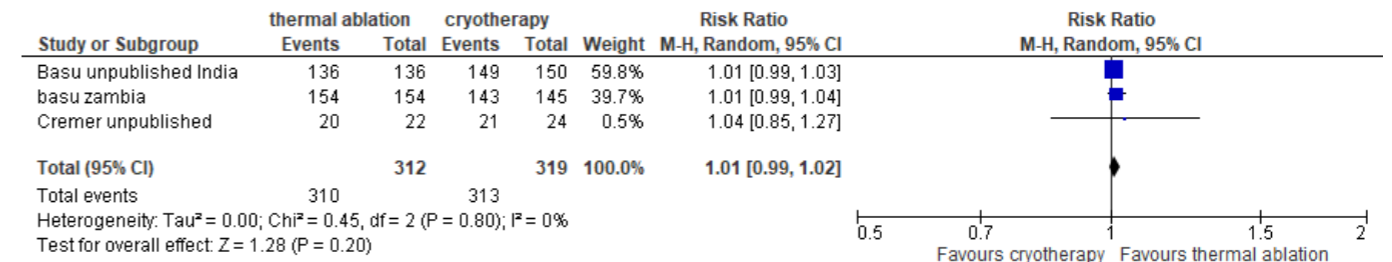 thermal ablation cryotherapy Risk Ratio Risk Ratio
Study or Subgroup Events Total Events Total Weight M-H, Random, 95% CI M-H, Random, 95% CI
Basu unpublished India 136 136 149 150 59.8% 1.01 [0.99, 1.03]
basu zambia 154 154 143 145 39.7% 1.01 [0.99, 1.04]
Cremer unpublished 20 22 21 24 0.5% 1.04 [0.85, 1.27]
Total (95% CI) 312 319 100.0% 1.01 [0.99, 1.02]
Total events 310 313
Heterogeneity: Tau² = 0.00; Chi² = 0.45, df = 2 (P = 0.80); I² = 0%
Test for overall effect: Z = 1.28 (P = 0.20)
0.5 0.7 1 1.5 2
Favours cryotherapy Favours thermal ablation